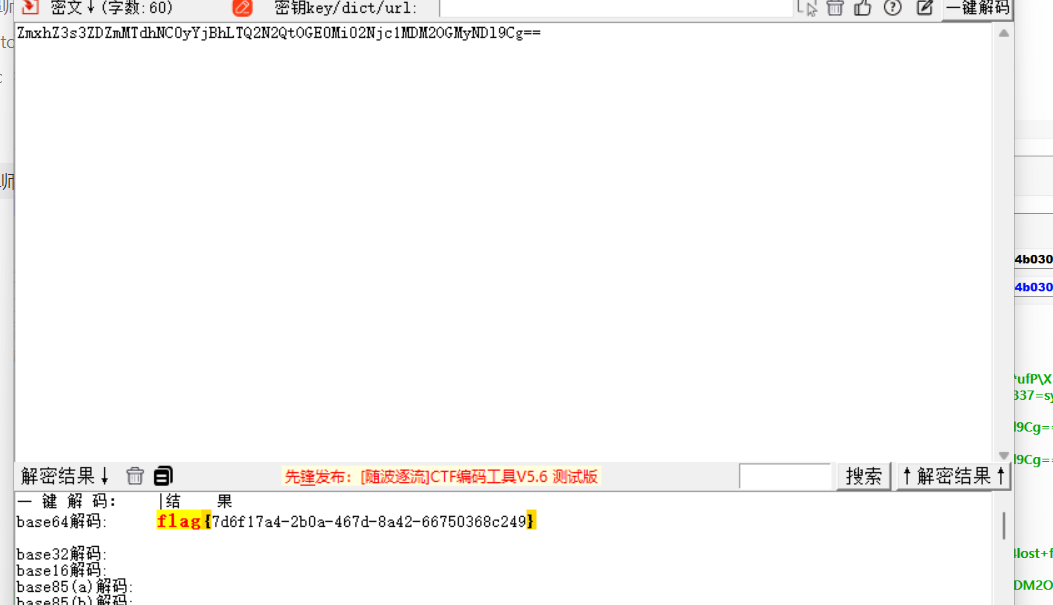 师
密文↓(字数:60)
密钥key/dict/url:
一键解码
ZmxhZ3s3ZDZmMTdhNC0yYjBhLTQ2N2QtOGE0Mi02Njc1MDM2OGMyNDl9Cg==
师
4b030
4b030
*ufP\X
337=sy
l9Cg==
l9Cg==
解密结果↓
先锋发布：[随波逐流]CTF编码工具V5.6 测试版
搜索
↑解密结果↑
一 键 解 码: |结 果
base64解码: flag{7d6f17a4-2b0a-467d-8a42-66750368c249}
base32解码:
lost+f
base16解码:
base85(a)解码:
DM2O
base85(b)解码: